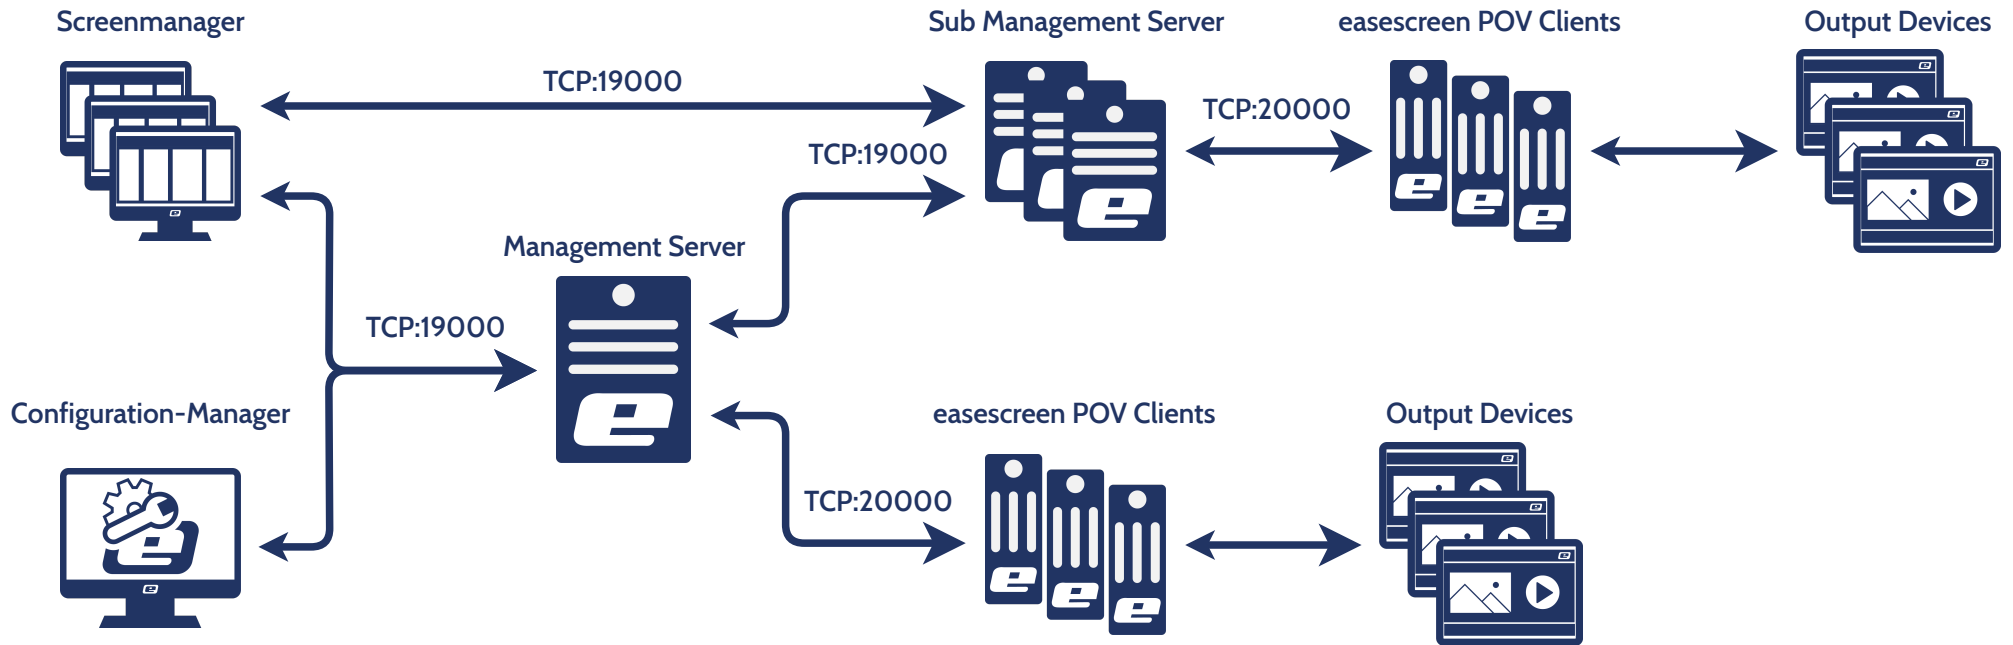 Screenmanager
Sub Management Server
easescreen POV Clients
Output Devices
TCP:19000
TCP:20000
TCP:19000
Management Server
TCP:19000
Configuration-Manager
easescreen POV Clients
Output Devices
TCP:20000